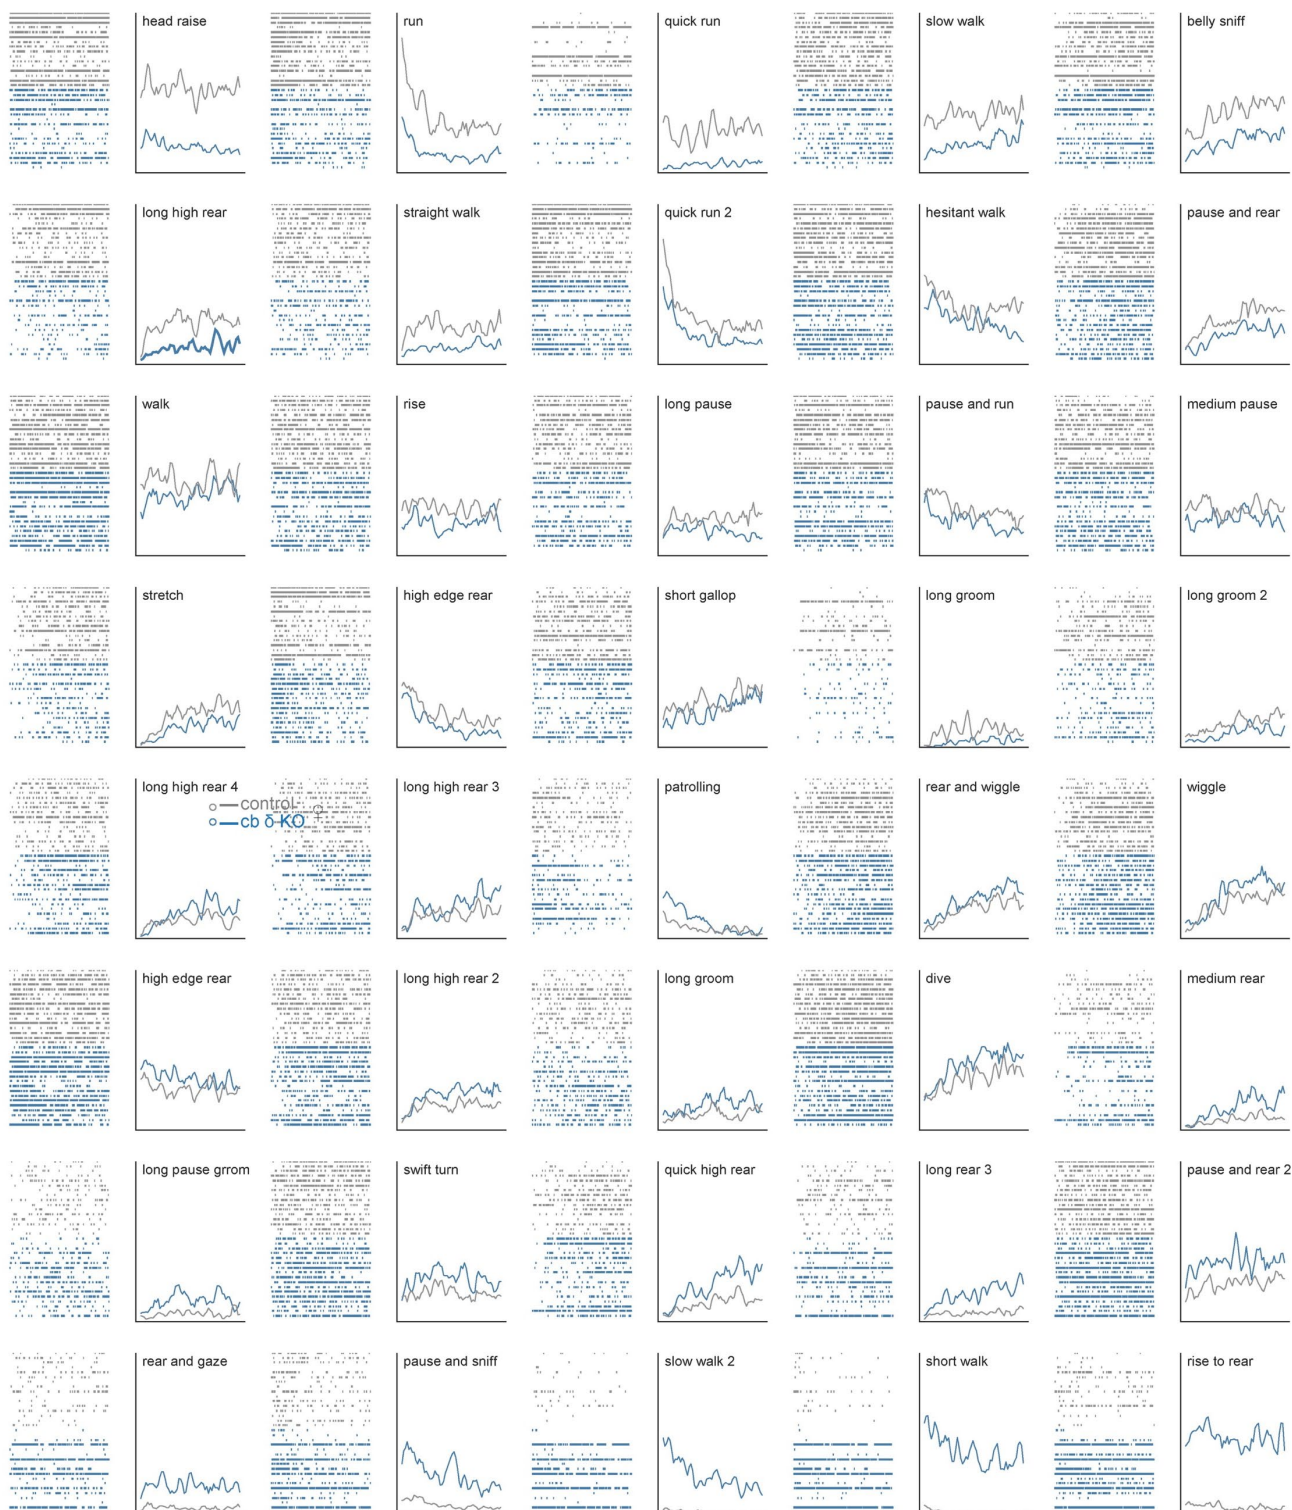 head raise
run
quick run
slow walk
belly sniff
long high rear
straight walk
quick run 2
hesitant walk
pause and rear
walk
rise
long pause
pause and run
medium pause
stretch
high edge rear
short gallop
long groom
long groom 2
long high rear 4
long high rear 3
patrolling
rear and wiggle
wiggle
control ♀
cb δ-KO
high edge rear
long high rear 2
long groom
dive
medium rear
long pause grrom
swift turn
quick high rear
long rear 3
pause and rear 2
rear and gaze
pause and sniff
slow walk 2
short walk
rise to rear